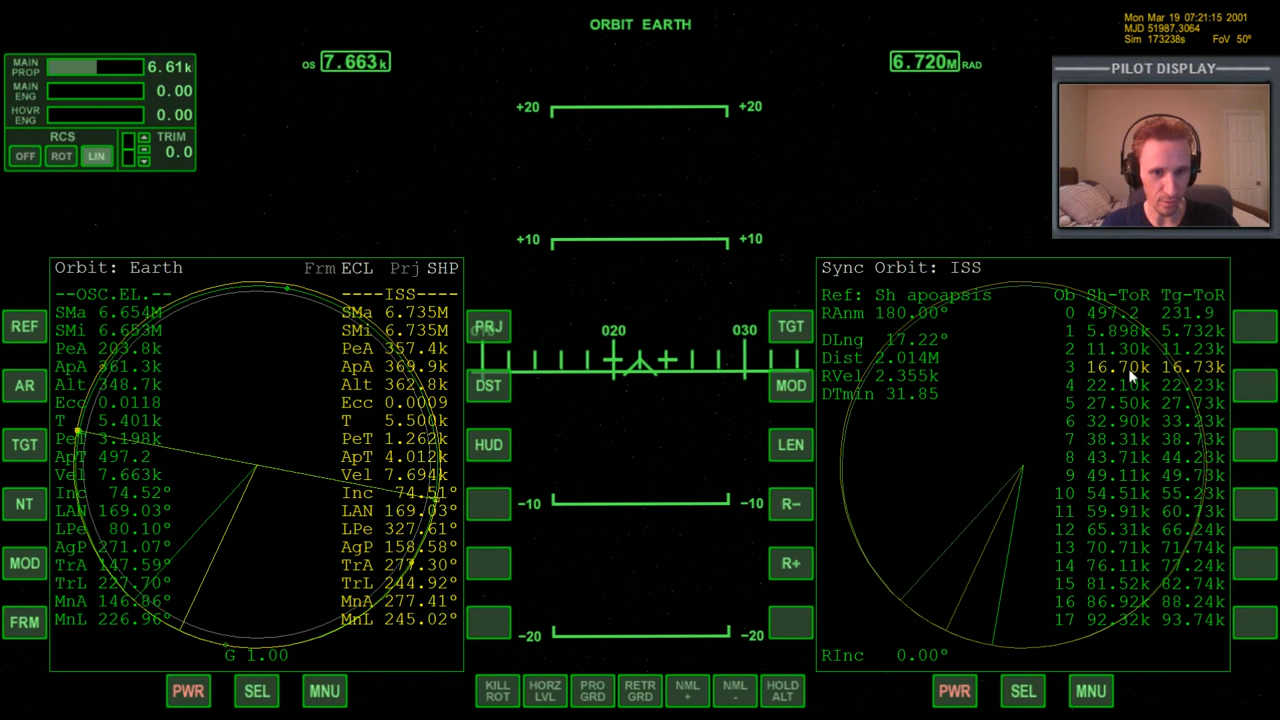 ORBIT EARTH
Mon Mar 19 07:21:15 2001
MJD 51987.3064
Sim 173238s FoV 50°
MAIN PROP 6.61k
MAIN ENG 0.00
HOVR ENG 0.00
RCS TRIM
OFF ROT LIN 0.0
OS 7.663k
6.720M RAD
PILOT DISPLAY
+20 +20
+10 +10
020 030
-10 -10
-20 -20
Orbit: Earth Frm ECL Prj SHP
--OSC.EL.-- ----ISS----
SMa 6.654M SMa 6.735M
SMi 6.653M SMi 6.735M
PeA 203.8k PeA 357.4k
ApA 361.3k ApA 369.9k
Alt 348.7k Alt 362.8k
Ecc 0.0118 Ecc 0.0009
T 5.401k T 5.500k
PeT 3.198k PeT 1.262k
ApT 497.2 ApT 4.012k
Vel 7.663k Vel 7.694k
Inc 74.52° Inc 74.51°
LAN 169.03° LAN 169.03°
LPe 80.10° LPe 327.61°
AgP 271.07° AgP 158.58°
TrA 147.59° TrA 277.30°
TrL 227.70° TrL 244.92°
MnA 146.86° MnA 277.41°
MnL 226.96° MnL 245.02°
G 1.00
REF
AR
TGT
NT
MOD
FRM
PRJ
DST
HUD
PWR SEL MNU
KILL ROT
HORZ LVL
PRO GRD
RETR GRD
NML +
NML -
HOLD ALT
TGT
MOD
LEN
R-
R+
Sync Orbit: ISS
Ref: Sh apoapsis
RAnm 180.00°
DLng 17.22°
Dist 2.014M
RVel 2.355k
DTmin 31.85
Ob Sh-ToR Tg-ToR
0 497.2 231.9
1 5.898k 5.732k
2 11.30k 11.23k
3 16.70k 16.73k
4 22.10k 22.23k
5 27.50k 27.73k
6 32.90k 33.23k
7 38.31k 38.73k
8 43.71k 44.23k
9 49.11k 49.73k
10 54.51k 55.23k
11 59.91k 60.73k
12 65.31k 66.24k
13 70.71k 71.74k
14 76.11k 77.24k
15 81.52k 82.74k
16 86.92k 88.24k
17 92.32k 93.74k
RInc 0.00°
PWR SEL MNU